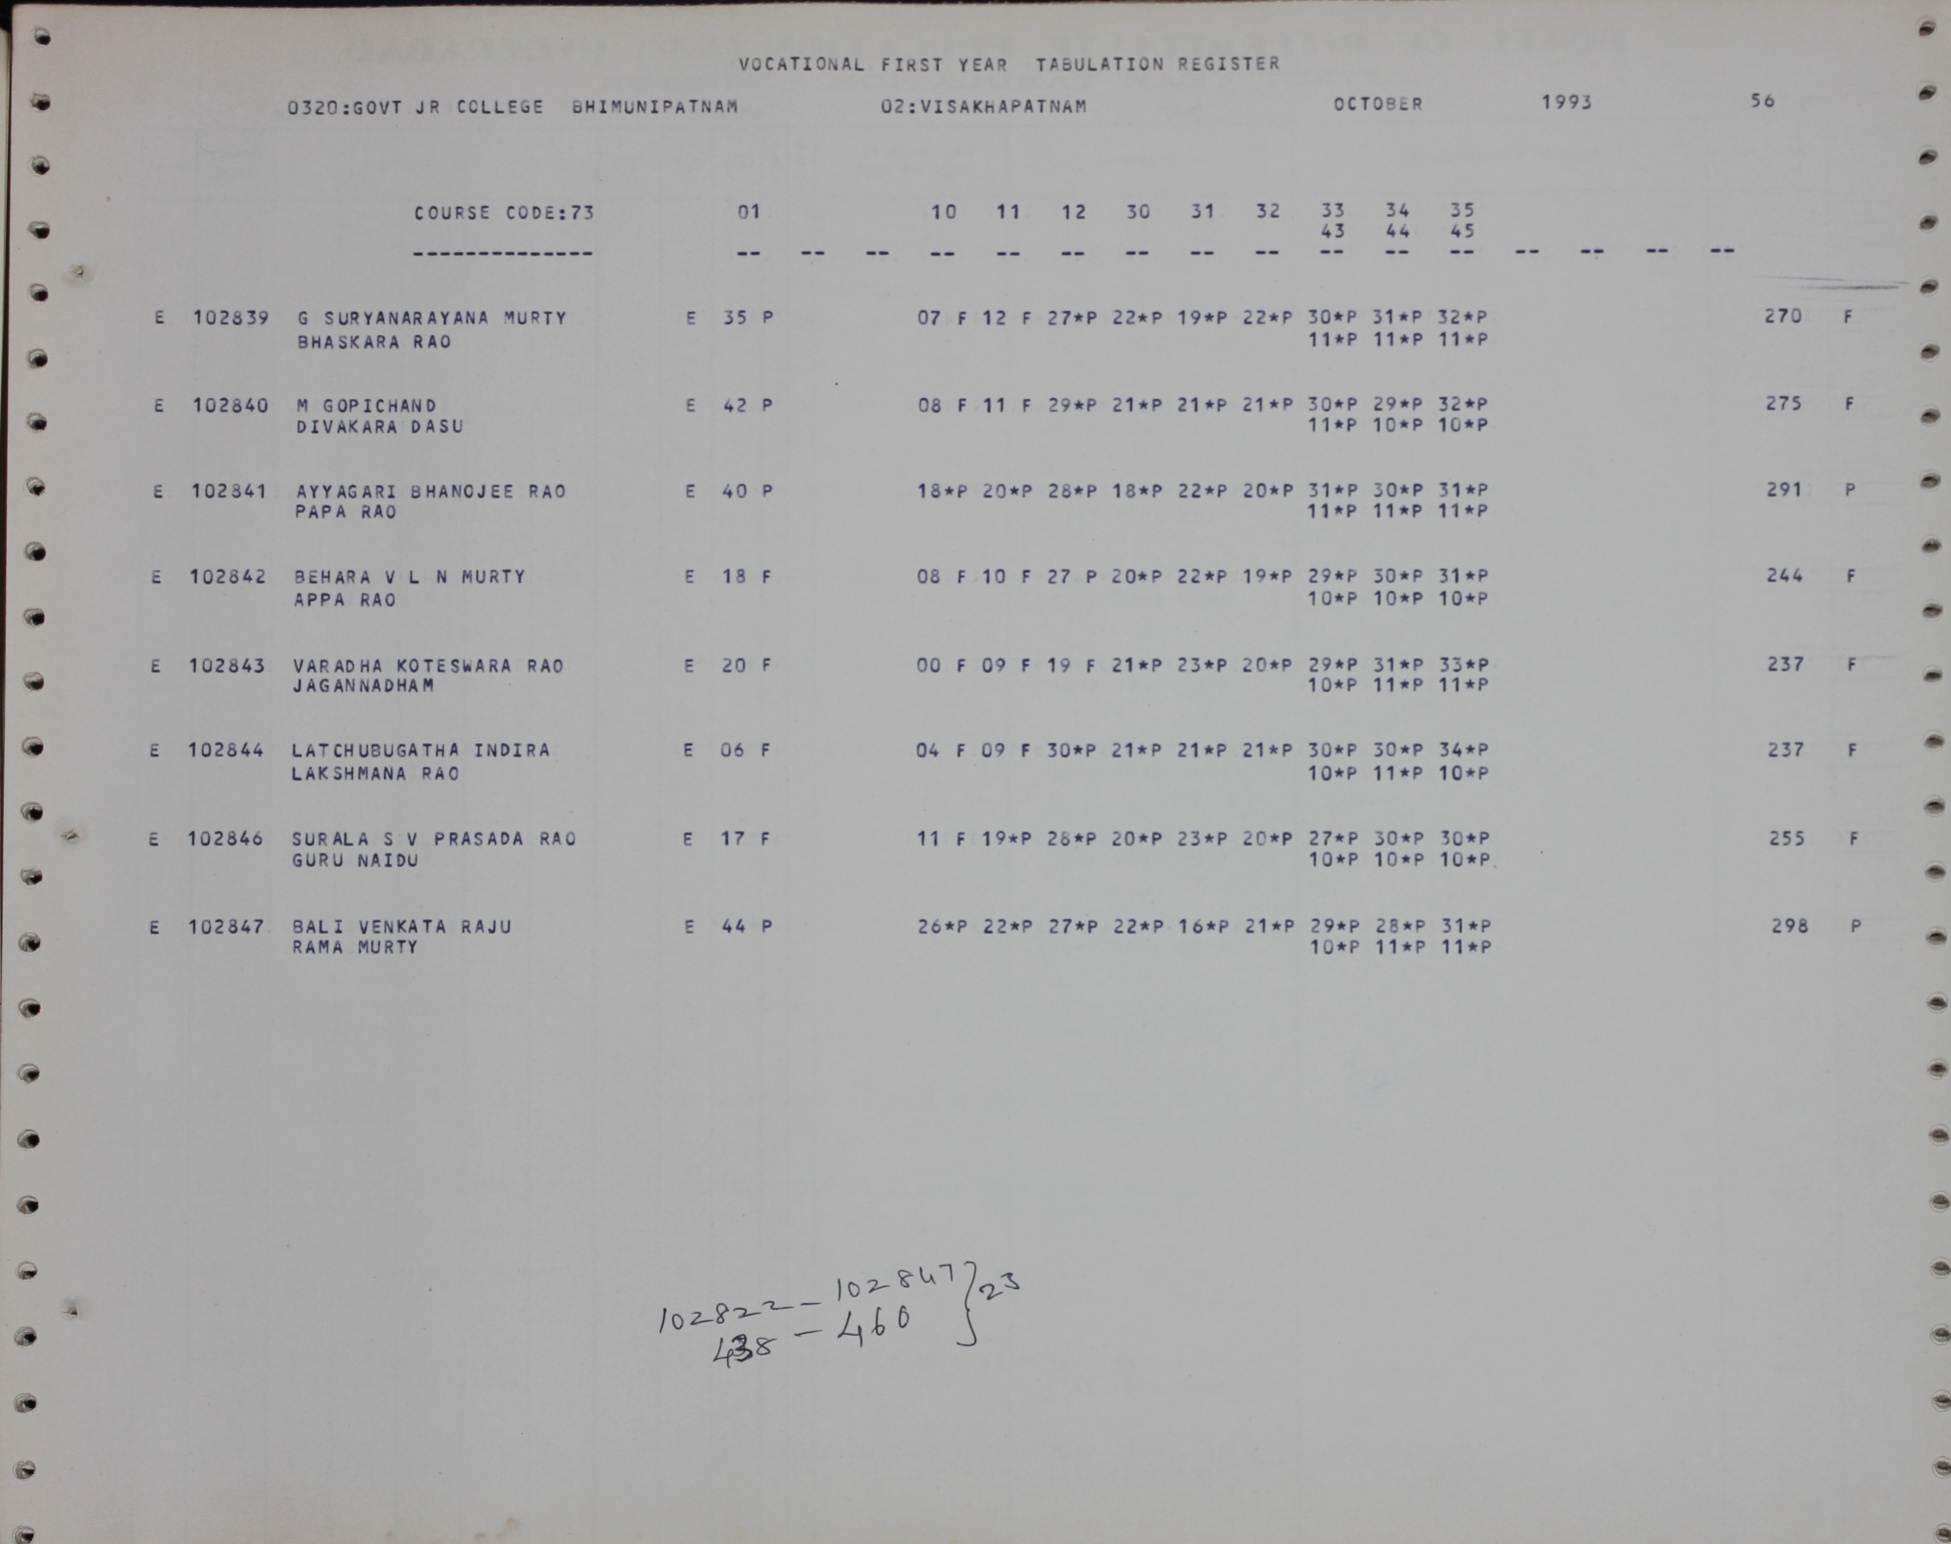 VOCATIONAL FIRST YEAR TABULATION REGISTER
0320:GOVT JR COLLEGE BHIMUNIPATNAM 02:VISAKHAPATNAM OCTOBER 1993 56
COURSE CODE:73 01 10 11 12 30 31 32 33 34 35
43 44 45
-------------- -- -- -- -- -- -- -- -- -- -- -- -- -- -- -- --
E 102839 G SURYANARAYANA MURTY E 35 P 07 F 12 F 27*P 22*P 19*P 22*P 30*P 31*P 32*P 270 F
BHASKARA RAO 11*P 11*P 11*P
E 102840 M GOPICHAND E 42 P 08 F 11 F 29*P 21*P 21*P 21*P 30*P 29*P 32*P 275 F
DIVAKARA DASU 11*P 10*P 10*P
E 102841 AYYAGARI BHANOJEE RAO E 40 P 18*P 20*P 28*P 18*P 22*P 20*P 31*P 30*P 31*P 291 P
PAPA RAO 11*P 11*P 11*P
E 102842 BEHARA V L N MURTY E 18 F 08 F 10 F 27 P 20*P 22*P 19*P 29*P 30*P 31*P 244 F
APPA RAO 10*P 10*P 10*P
E 102843 VARADHA KOTESWARA RAO E 20 F 00 F 09 F 19 F 21*P 23*P 20*P 29*P 31*P 33*P 237 F
JAGANNADHAM 10*P 11*P 11*P
E 102844 LATCHUBUGATHA INDIRA E 06 F 04 F 09 F 30*P 21*P 21*P 21*P 30*P 30*P 34*P 237 F
LAKSHMANA RAO 10*P 11*P 10*P
E 102846 SURALA S V PRASADA RAO E 17 F 11 F 19*P 28*P 20*P 23*P 20*P 27*P 30*P 30*P 255 F
GURU NAIDU 10*P 10*P 10*P
E 102847 BALI VENKATA RAJU E 44 P 26*P 22*P 27*P 22*P 16*P 21*P 29*P 28*P 31*P 298 P
RAMA MURTY 10*P 11*P 11*P
102822 - 102847 } 23
438 - 460